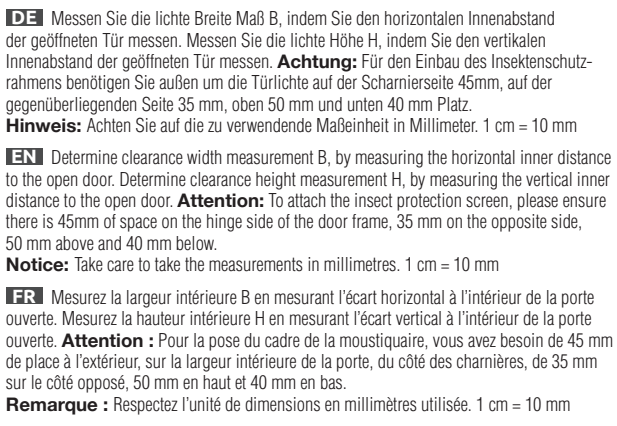 DE Messen Sie die lichte Breite Maß B, indem Sie den horizontalen Innenabstand
der geöffneten Tür messen. Messen Sie die lichte Höhe H, indem Sie den vertikalen
Innenabstand der geöffneten Tür messen. Achtung: Für den Einbau des Insektenschutz-
rahmens benötigen Sie außen um die Türlichte auf der Scharnierseite 45mm, auf der
gegenüberliegenden Seite 35 mm, oben 50 mm und unten 40 mm Platz.
Hinweis: Achten Sie auf die zu verwendende Maßeinheit in Millimeter. 1 cm = 10 mm
EN Determine clearance width measurement B, by measuring the horizontal inner distance
to the open door. Determine clearance height measurement H, by measuring the vertical inner
distance to the open door. Attention: To attach the insect protection screen, please ensure
there is 45mm of space on the hinge side of the door frame, 35 mm on the opposite side,
50 mm above and 40 mm below.
Notice: Take care to take the measurements in millimetres. 1 cm = 10 mm
FR Mesurez la largeur intérieure B en mesurant l'écart horizontal à l'intérieur de la porte
ouverte. Mesurez la hauteur intérieure H en mesurant l'écart vertical à l'intérieur de la porte
ouverte. Attention : Pour la pose du cadre de la moustiquaire, vous avez besoin de 45 mm
de place à l'extérieur, sur la largeur intérieure de la porte, du côté des charnières, de 35 mm
sur le côté opposé, 50 mm en haut et 40 mm en bas.
Remarque : Respectez l'unité de dimensions en millimètres utilisée. 1 cm = 10 mm